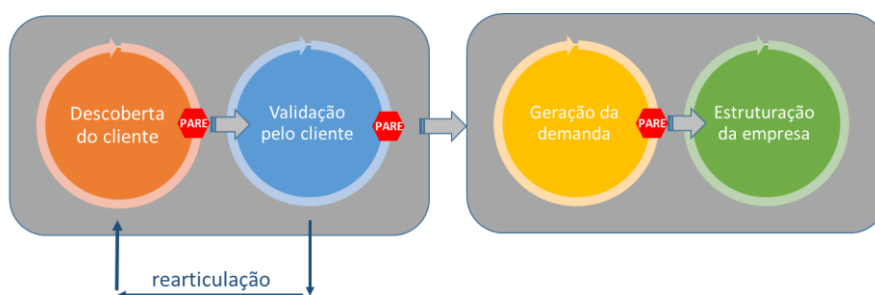 Descoberta
do cliente
PARE
Validação
pelo cliente
PARE
Geração da
demanda
PARE
Estruturação
da empresa
rearticulação